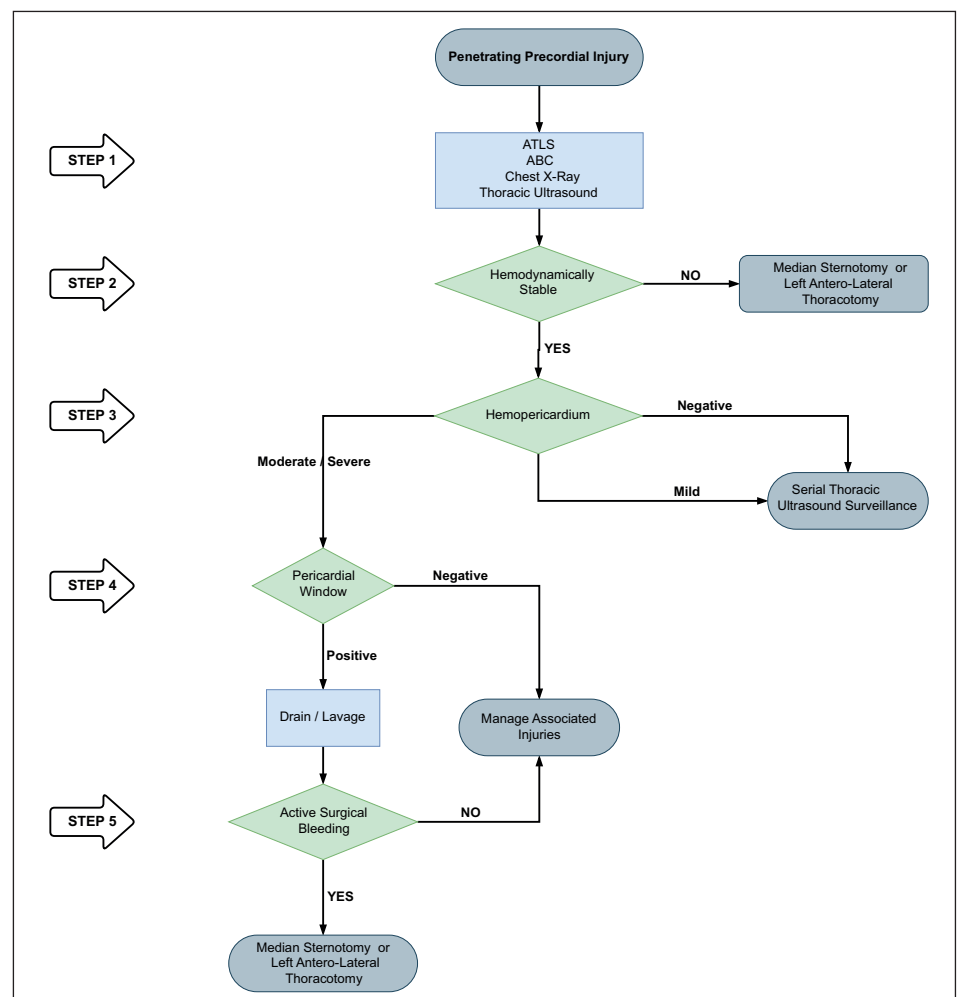 Penetrating Precordial Injury
STEP 1
ATLS
ABC
Chest X-Ray
Thoracic Ultrasound
STEP 2
Hemodynamically
Stable
NO
Median Sternotomy or
Left Antero-Lateral
Thoracotomy
YES
STEP 3
Hemopericardium
Negative
Moderate / Severe
Mild
Serial Thoracic
Ultrasound Surveillance
STEP 4
Pericardial
Window
Negative
Positive
Drain / Lavage
Manage Associated
Injuries
STEP 5
Active Surgical
Bleeding
NO
YES
Median Sternotomy or
Left Antero-Lateral
Thoracotomy